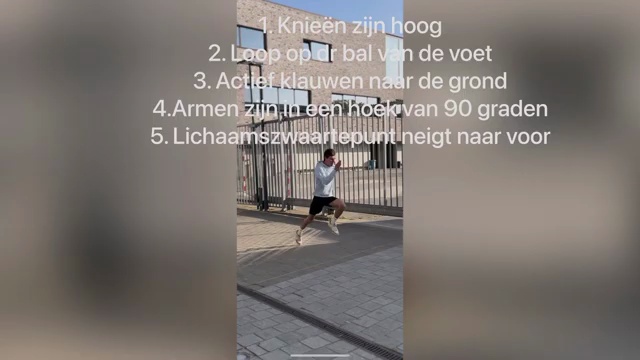 1. Knieën zijn hoog
2. Loop op dr bal van de voet
3. Actief klauwen naar de grond
4.Armen zijn in een hoek van 90 graden
5. Lichaamszwaartepunt neigt naar voor